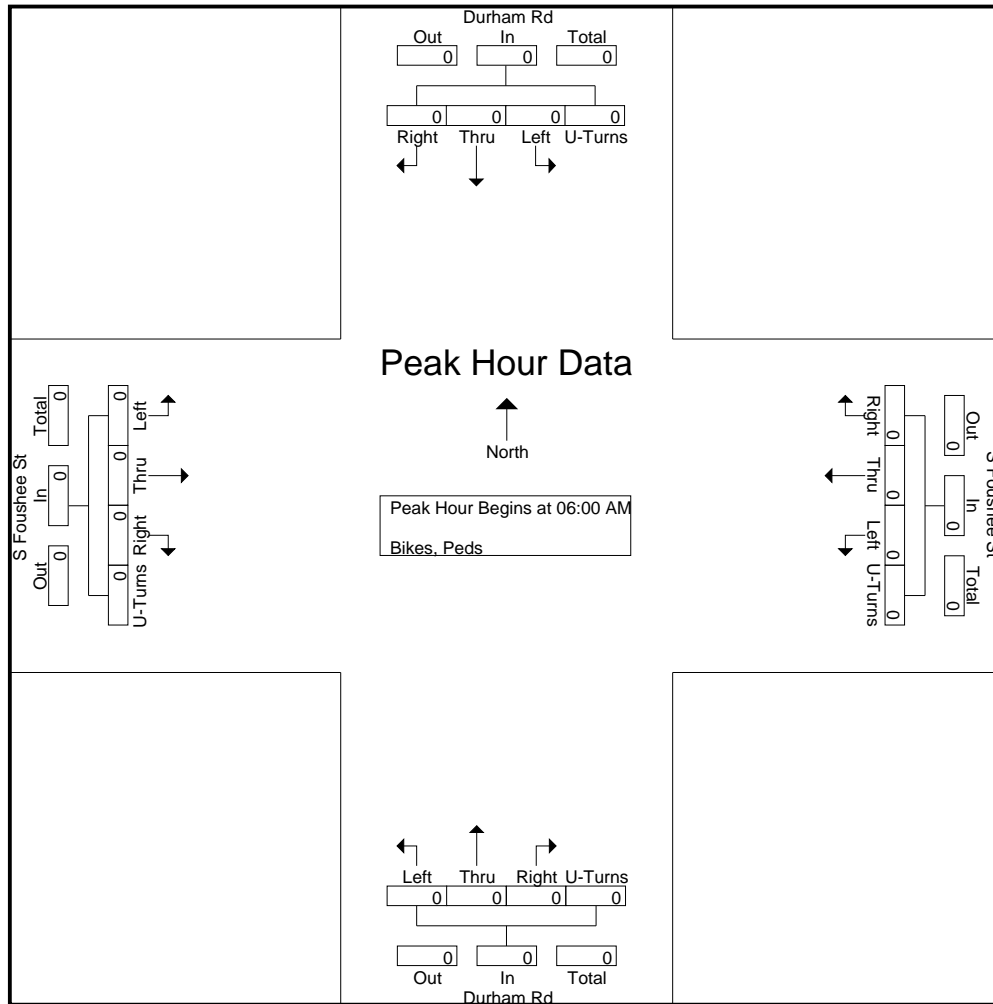 Durham Rd
Out In Total
0 0 0
0 0 0 0
Right Thru Left U-Turns
Peak Hour Data
North
Peak Hour Begins at 06:00 AM
Bikes, Peds
S Foushee St
Total In Out
0 0 0
0 0 0 0
Left Thru Right U-Turns
Right Thru Left U-Turns
0 0 0 0
0 0 0
Out In Total
S Foushee St
Left Thru Right U-Turns
0 0 0 0
0 0 0
Out In Total
Durham Rd